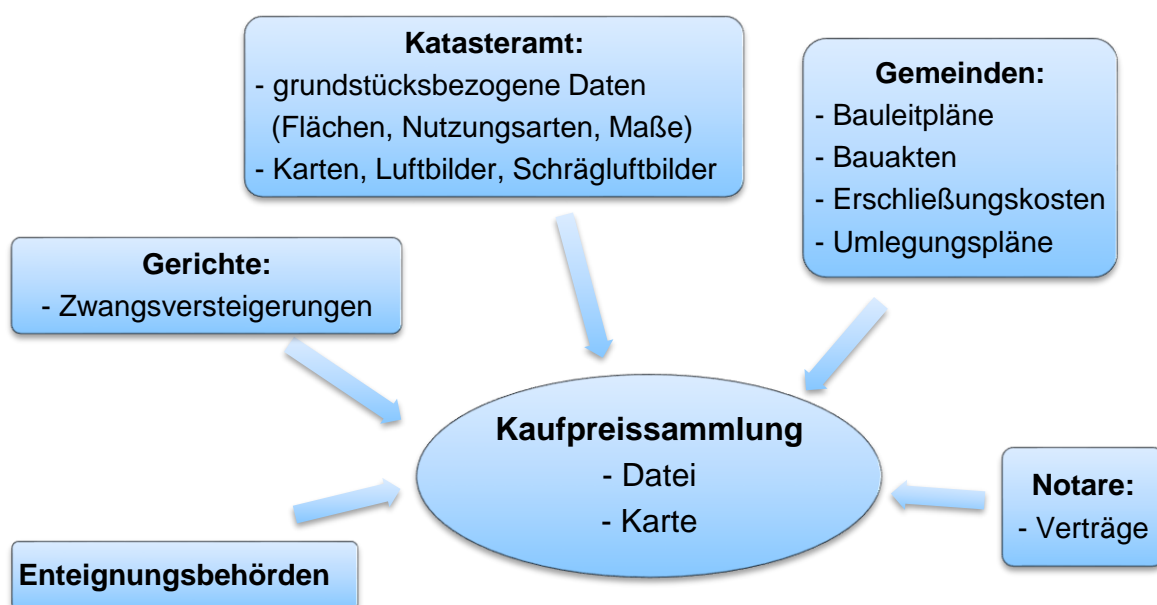 Katasteramt:
- grundstücksbezogene Daten
(Flächen, Nutzungsarten, Maße)
- Karten, Luftbilder, Schrägluftbilder
Gemeinden:
- Bauleitpläne
- Bauakten
- Erschließungskosten
- Umlegungspläne
Gerichte:
- Zwangsversteigerungen
Kaufpreissammlung
- Datei
- Karte
Notare:
- Verträge
Enteignungsbehörden